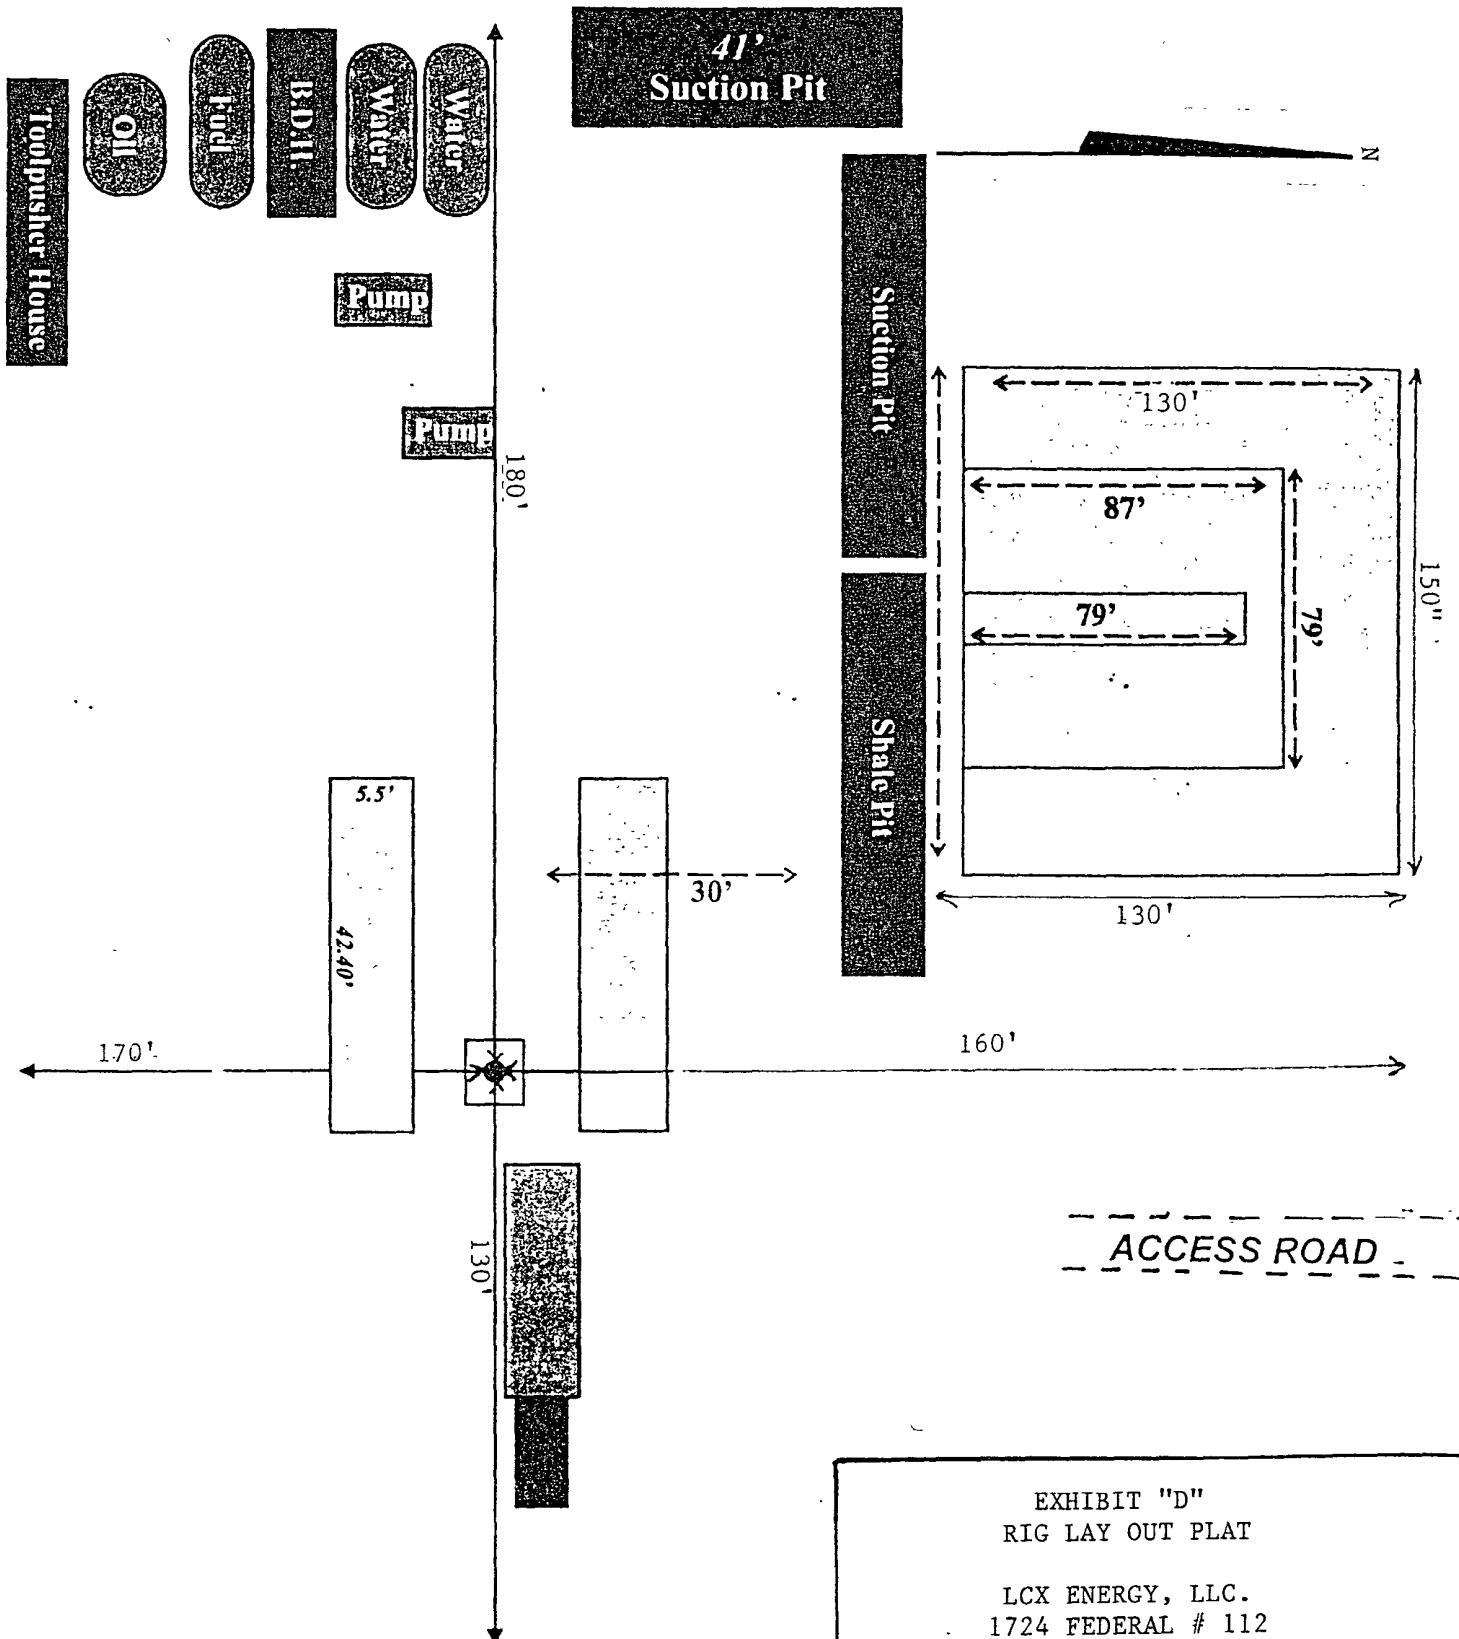 41'
Suction Pit
Toolpusher House
Oil
Fuel
B.D.H.
Water
Water
N
Pump
Pump
180'
Suction Pit
Shale Pit
130'
87'
79'
79'
150"
130'
5.5'
42.40'
30'
170'
160'
130'
ACCESS ROAD
EXHIBIT "D"
RIG LAY OUT PLAT
LCX ENERGY, LLC.
1724 FEDERAL # 112